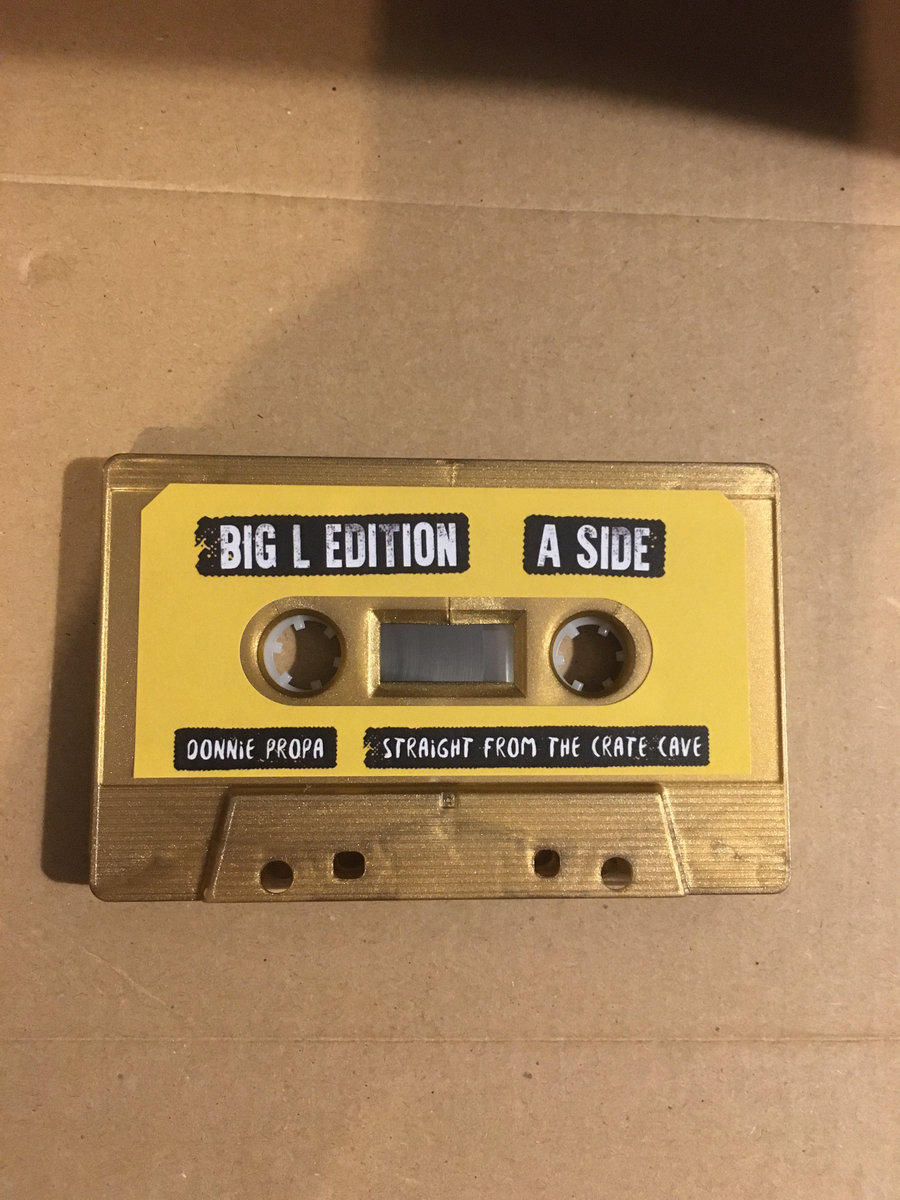 BIG L EDITION A SIDE
DONNiE PROPA STRAiGHT FROM THE CRATE CAVE